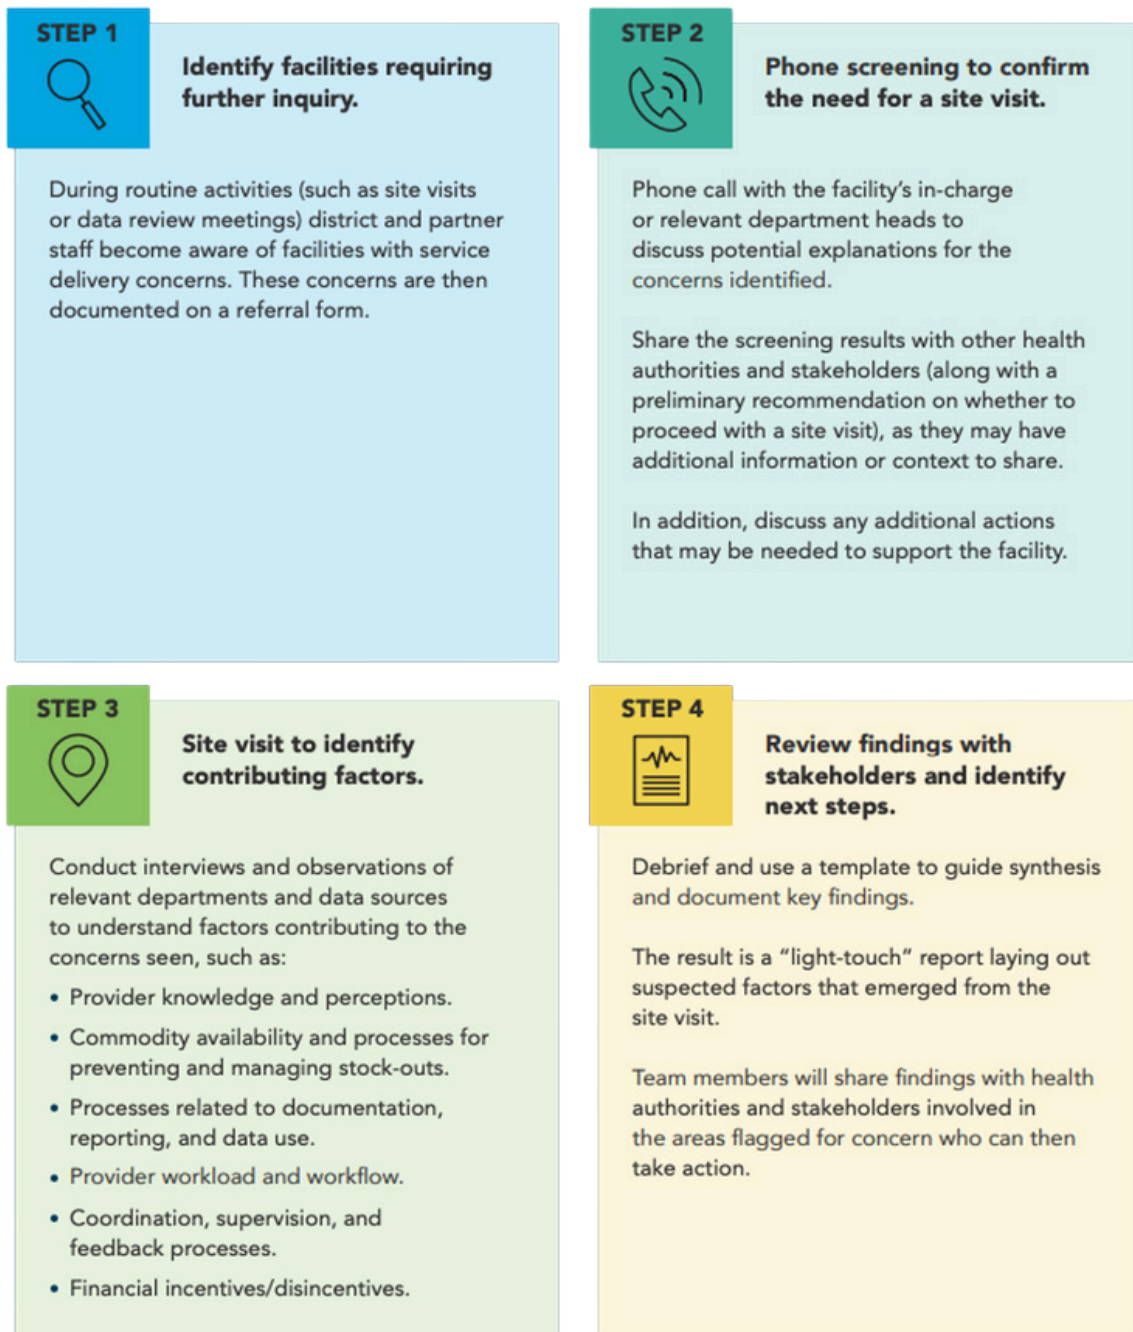 STEP 1
Identify facilities requiring
further inquiry.
During routine activities (such as site visits
or data review meetings) district and partner
staff become aware of facilities with service
delivery concerns. These concerns are then
documented on a referral form.
STEP 2
Phone screening to confirm
the need for a site visit.
Phone call with the facility's in-charge
or relevant department heads to
discuss potential explanations for the
concerns identified.
Share the screening results with other health
authorities and stakeholders (along with a
preliminary recommendation on whether to
proceed with a site visit), as they may have
additional information or context to share.
In addition, discuss any additional actions
that may be needed to support the facility.
STEP 3
Site visit to identify
contributing factors.
Conduct interviews and observations of
relevant departments and data sources
to understand factors contributing to the
concerns seen, such as:
• Provider knowledge and perceptions.
• Commodity availability and processes for
preventing and managing stock-outs.
• Processes related to documentation,
reporting, and data use.
• Provider workload and workflow.
• Coordination, supervision, and
feedback processes.
• Financial incentives/disincentives.
STEP 4
Review findings with
stakeholders and identify
next steps.
Debrief and use a template to guide synthesis
and document key findings.
The result is a “light-touch” report laying out
suspected factors that emerged from the
site visit.
Team members will share findings with health
authorities and stakeholders involved in
the areas flagged for concern who can then
take action.